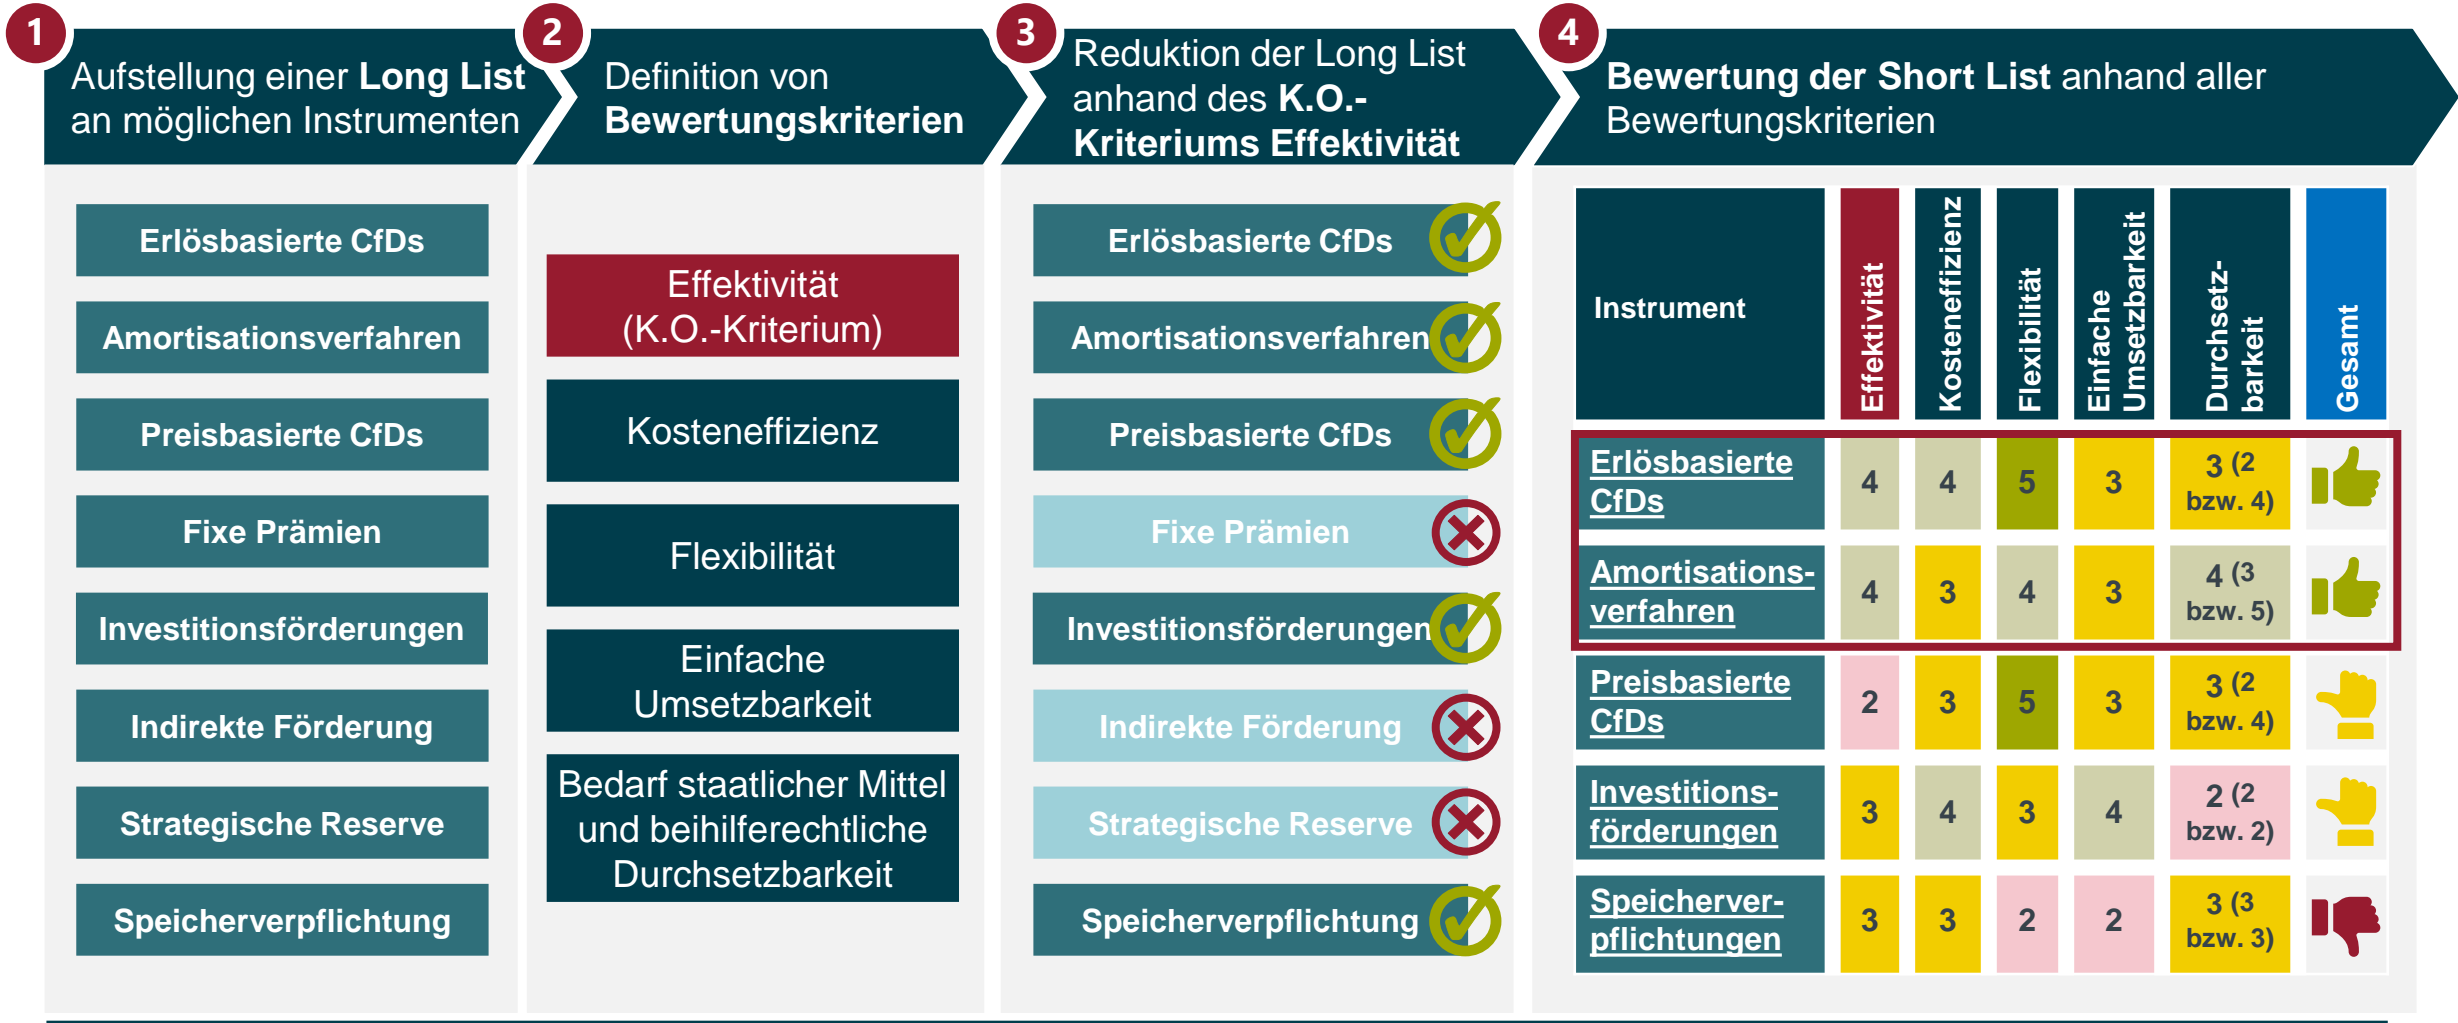 1
Aufstellung einer Long List
an möglichen Instrumenten
Erlösbasierte CfDs
Amortisationsverfahren
Preisbasierte CfDs
Fixe Prämien
Investitionsförderungen
Indirekte Förderung
Strategische Reserve
Speicherverpflichtung
2
Definition von
Bewertungskriterien
Effektivität
(K.O.-Kriterium)
Kosteneffizienz
Flexibilität
Einfache
Umsetzbarkeit
Bedarf staatlicher Mittel
und beihilferechtliche
Durchsetzbarkeit
3
Reduktion der Long List
anhand des K.O.-
Kriteriums Effektivität
Erlösbasierte CfDs
Amortisationsverfahren
Preisbasierte CfDs
Fixe Prämien
Investitionsförderungen
Indirekte Förderung
Strategische Reserve
Speicherverpflichtung
4
Bewertung der Short List anhand aller
Bewertungskriterien
Instrument
Effektivität
Kosteneffizienz
Flexibilität
Einfache
Umsetzbarkeit
Durchsetz-
barkeit
Gesamt
Erlösbasierte
CfDs
4
4
5
3
3 (2
bzw. 4)
Amortisations-
verfahren
4
3
4
3
4 (3
bzw. 5)
Preisbasierte
CfDs
2
3
5
3
3 (2
bzw. 4)
Investitions-
förderungen
3
4
3
4
2 (2
bzw. 2)
Speicherver-
pflichtungen
3
3
2
2
3 (3
bzw. 3)